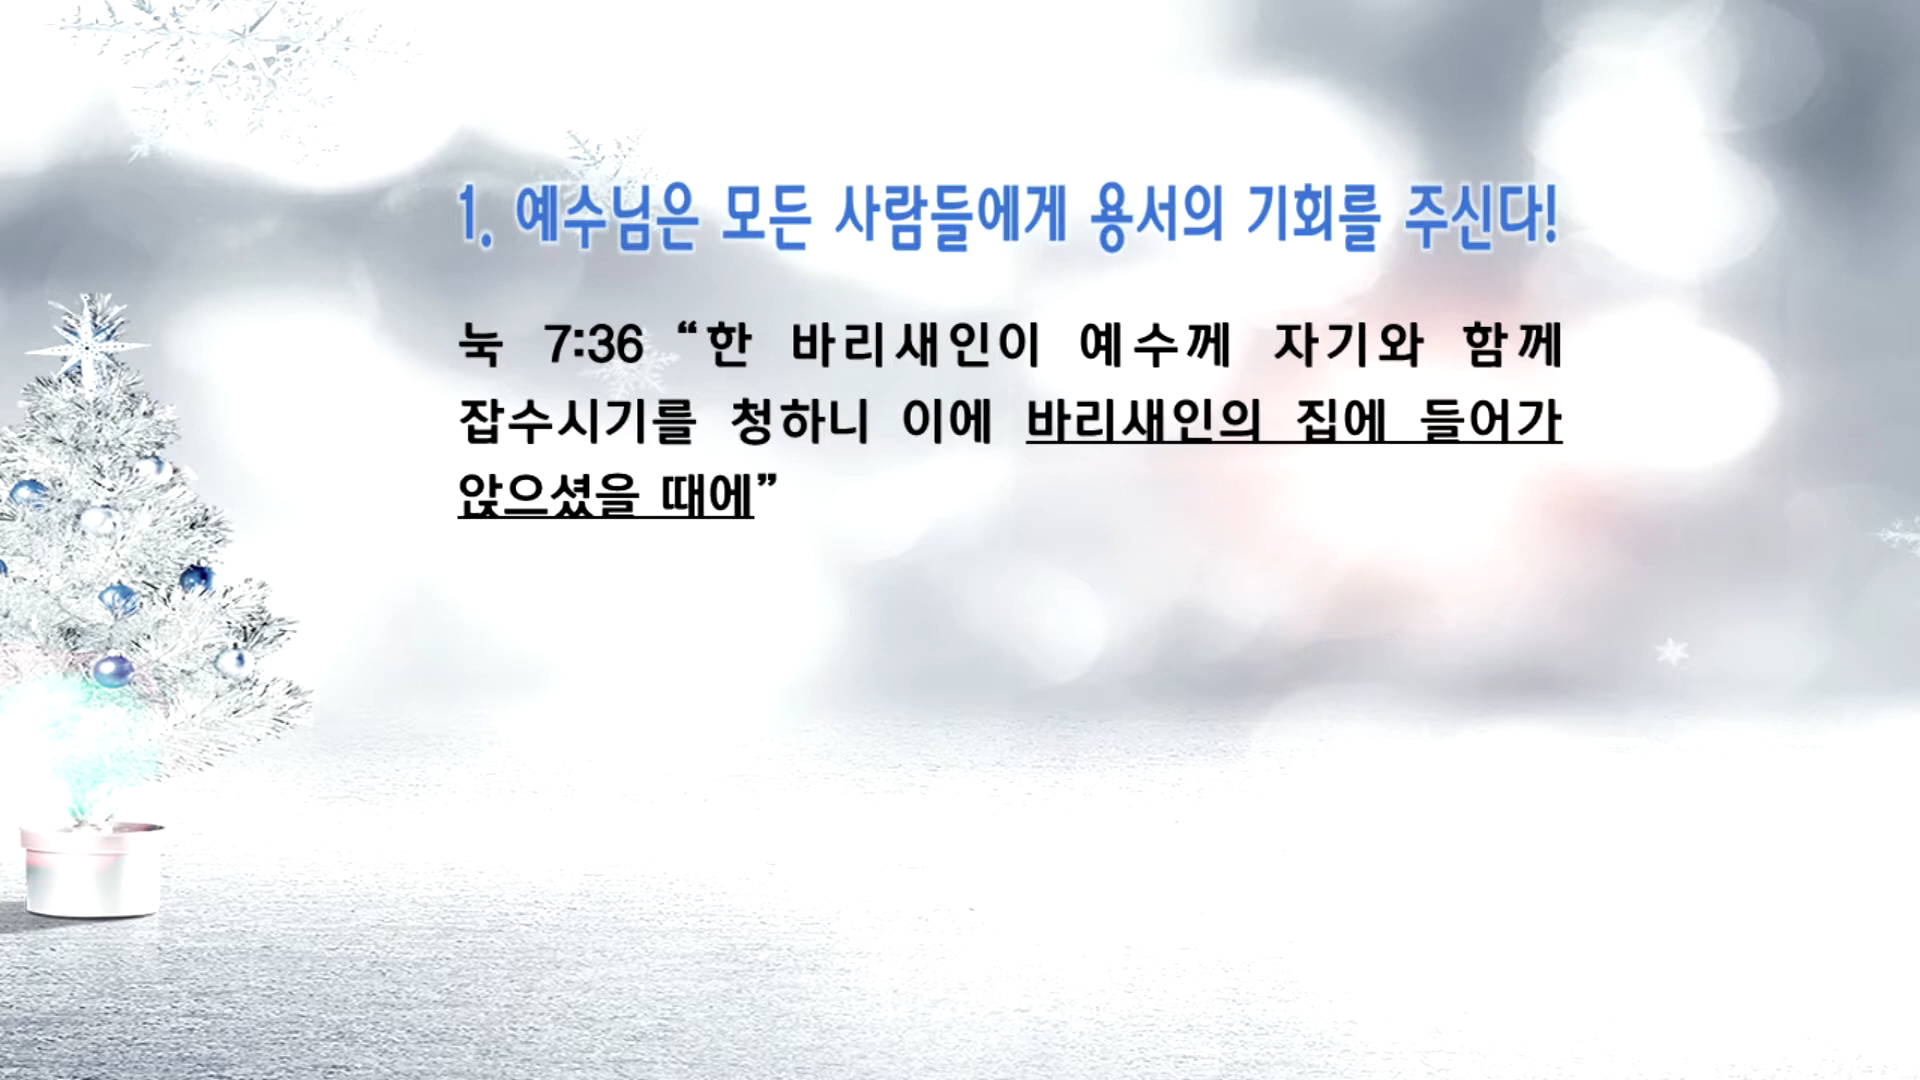 1. 예수님은 모든 사람들에게 용서의 기회를 주신다!
눅 7:36 “한 바리새인이 예수께 자기와 함께
잡수시기를 청하니 이에 바리새인의 집에 들어가
앉으셨을 때에”